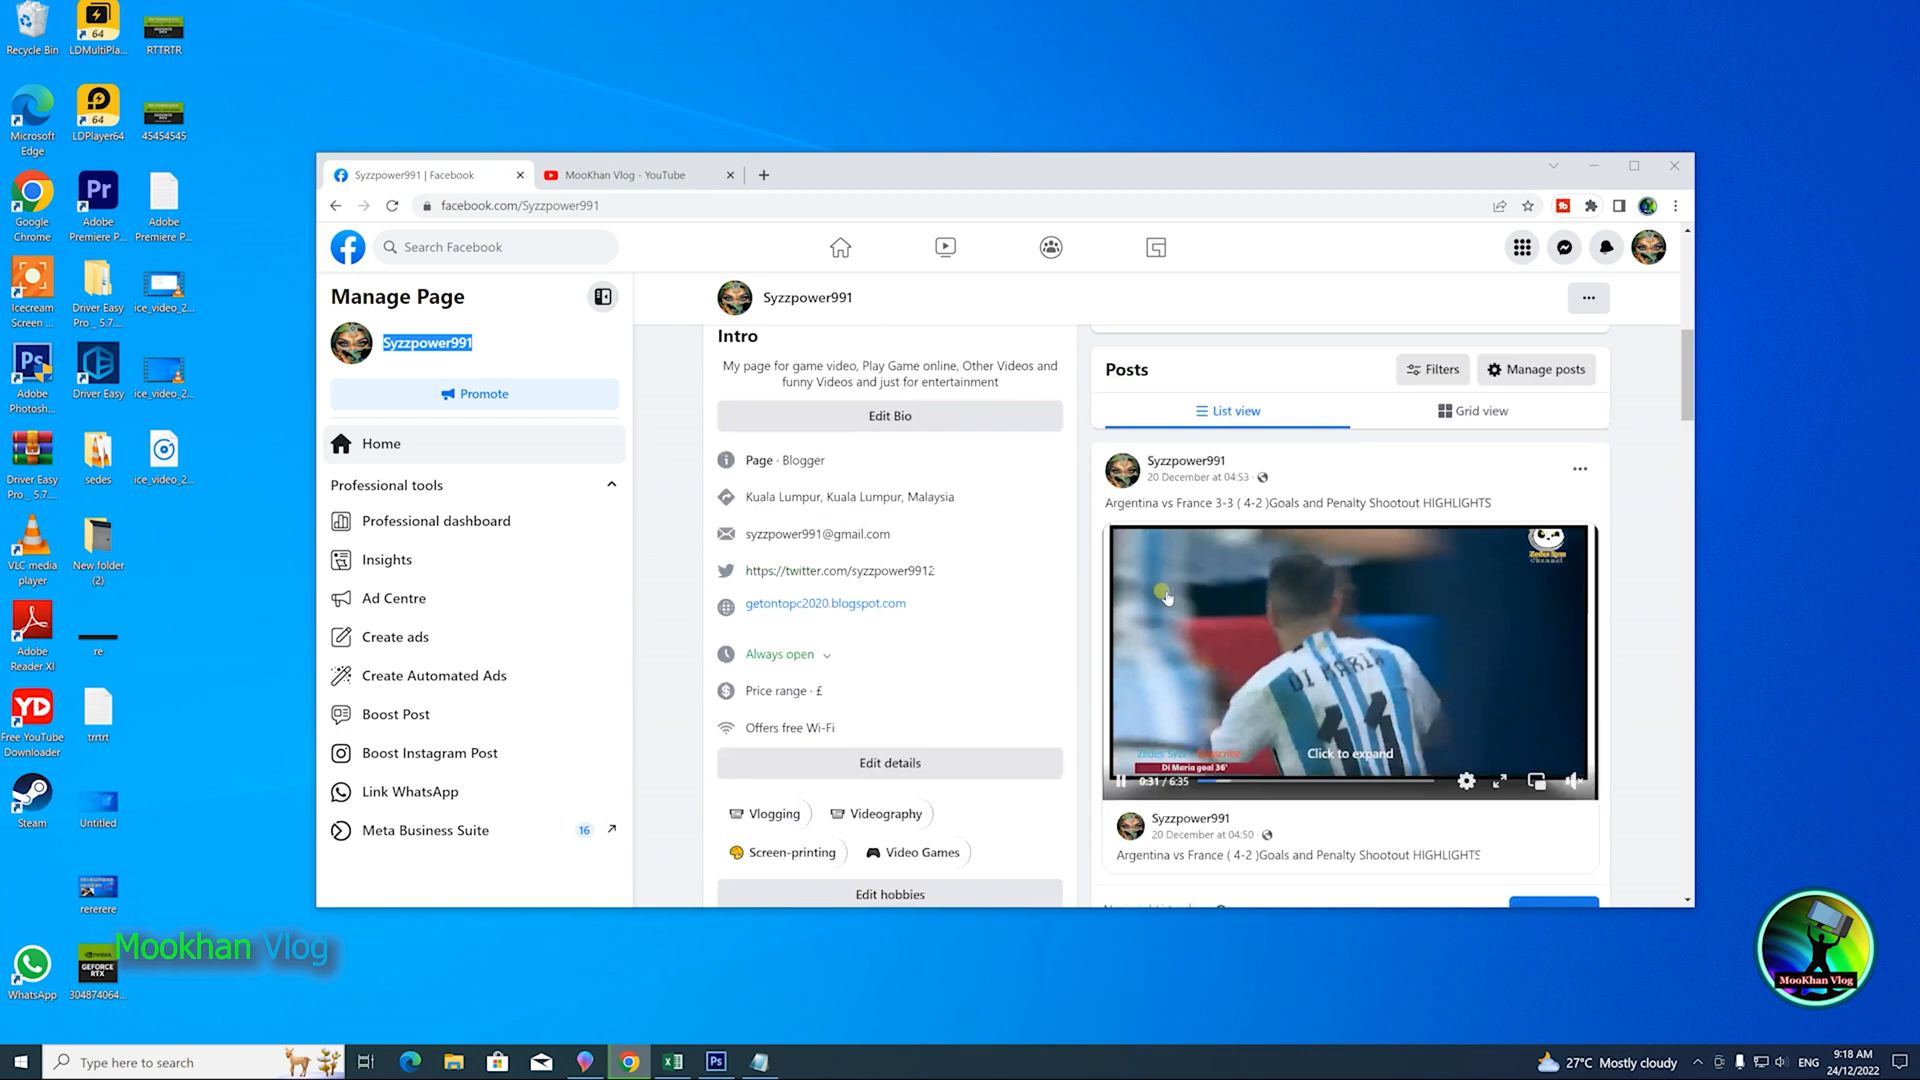 Recycle Bin
LDMultiPla...
RTTRTR
Microsoft
Edge
LDPlayer64
45454545
Google
Chrome
Adobe
Premiere P...
Adobe
Premiere P...
Icecream
Screen ...
Driver Easy
Pro _ 5.7....
ice_video_2...
Adobe
Photosh...
Driver Easy
ice_video_2...
Driver Easy
Pro _ 5.7...
sedes
ice_video_2...
VLC media
player
New folder
(2)
Adobe
Reader XI
re
Free YouTube
Downloader
trrtrt
Steam
Untitled
rererere
WhatsApp
304874064...
GEFORCE
RTX
Mookhan Vlog
Syzzpower991 | Facebook
MooKhan Vlog - YouTube
facebook.com/Syzzpower991
Search Facebook
Manage Page
Syzzpower991
Promote
Home
Professional tools
Professional dashboard
Insights
Ad Centre
Create ads
Create Automated Ads
Boost Post
Boost Instagram Post
Link WhatsApp
Meta Business Suite 16
Syzzpower991
Intro
My page for game video, Play Game online, Other Videos and
funny Videos and just for entertainment
Edit Bio
Page · Blogger
Kuala Lumpur, Kuala Lumpur, Malaysia
syzzpower991@gmail.com
https://twitter.com/syzzpower9912
getontopc2020.blogspot.com
Always open
Price range · £
Offers free Wi-Fi
Edit details
Vlogging
Videography
Screen-printing
Video Games
Edit hobbies
Posts
Filters
Manage posts
List view
Grid view
Syzzpower991
20 December at 04:53 ·
Argentina vs France 3-3 ( 4-2 )Goals and Penalty Shootout HIGHLIGHTS
DI MARIA
11
Click to expand
Di Maria goal 36'
0:31 / 6:35
Syzzpower991
20 December at 04:50 ·
Argentina vs France ( 4-2 )Goals and Penalty Shootout HIGHLIGHTS
MooKhan Vlog
Type here to search
27°C Mostly cloudy
ENG
9:18 AM
24/12/2022